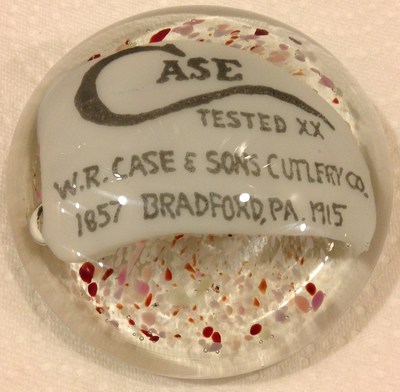 CASE
TESTED XX
W.R. CASE & SONS CUTLERY CO.
1857 BRADFORD, PA. 1915